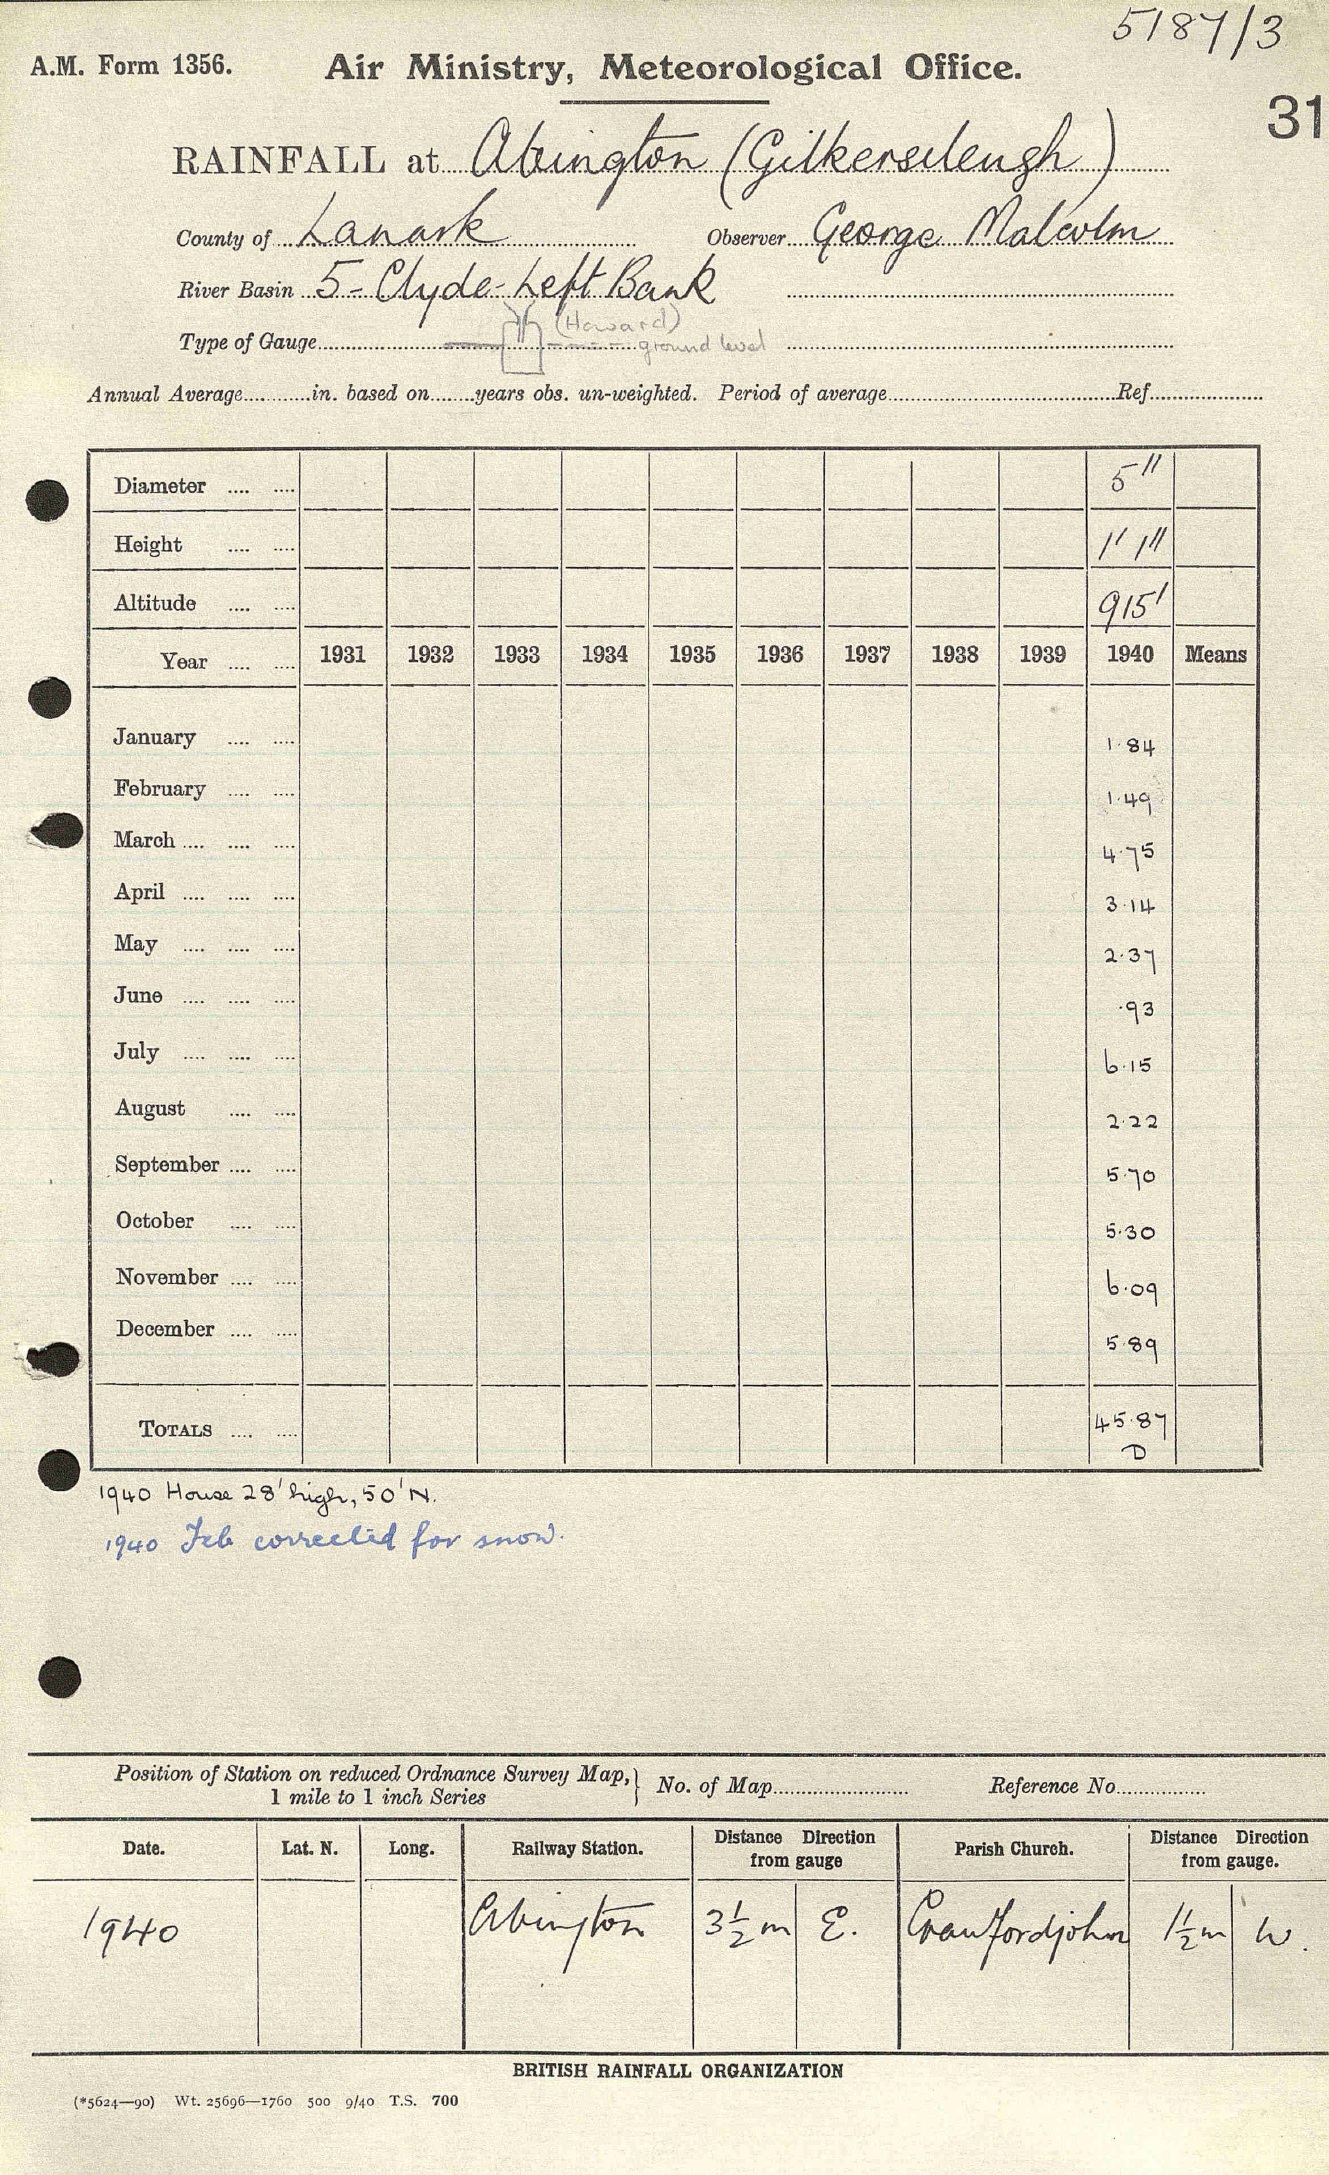 5187/3
A.M. Form 1356. Air Ministry, Meteorological Office.
31
RAINFALL at Abington (Gilkerscleugh)
County of Lanark Observer George Malcolm
River Basin 5 - Clyde - Left Bank
(Howard)
Type of Gauge ground level
Annual Average in. based on years obs. un-weighted. Period of average Ref.
Diameter 5"
Height 1' 1"
Altitude 915'
Year 1931 1932 1933 1934 1935 1936 1937 1938 1939 1940 Means
January 1.84
February 1.49
March 4.75
April 3.14
May 2.37
June .93
July 6.15
August 2.22
September 5.70
October 5.30
November 6.09
December 5.89
TOTALS 45.87
D
1940 House 28' high, 50' N.
1940 Feb corrected for snow.
Position of Station on reduced Ordnance Survey Map, 1 mile to 1 inch Series } No. of Map Reference No.
Date. Lat. N. Long. Railway Station. Distance Direction from gauge Parish Church. Distance Direction from gauge.
1940 Abington 3½ m E. Crawfordjohn 1½ m W.
BRITISH RAINFALL ORGANIZATION
(*5624—90) Wt. 25696—1760 500 9/40 T.S. 700